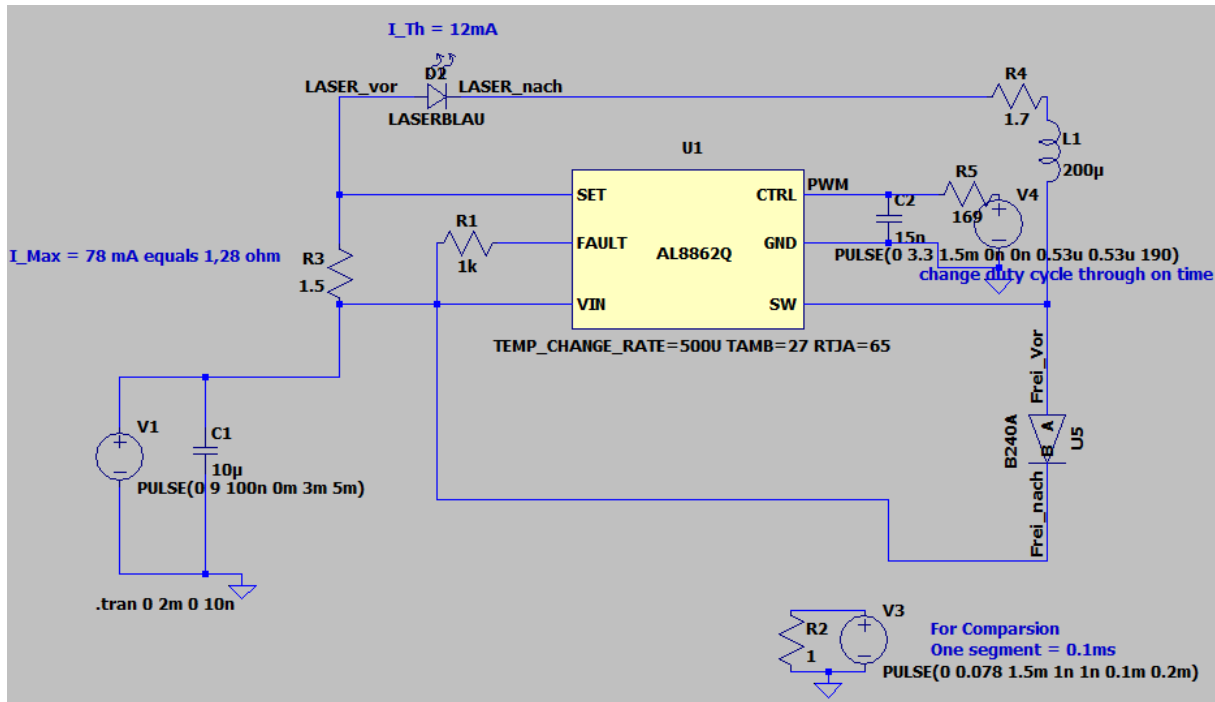 I_Th = 12mA
D2
LASER_vor
LASER_nach
LASERBLAU
R4
1.7
L1
200µ
U1
SET
FAULT
VIN
AL8862Q
CTRL
GND
SW
TEMP_CHANGE_RATE=500U TAMB=27 RTJA=65
PWM
C2
15n
R5
169
V4
PULSE(0 3.3 1.5m 0n 0n 0.53u 0.53u 190)
change duty cycle through on time
R1
1k
I_Max = 78 mA equals 1,28 ohm
R3
1.5
V1
C1
10µ
PULSE(0 9 100n 0m 3m 5m)
.tran 0 2m 0 10n
Frei_Vor
B240A
A
B
U5
Frei_nach
R2
1
V3
For Comparsion
One segment = 0.1ms
PULSE(0 0.078 1.5m 1n 1n 0.1m 0.2m)